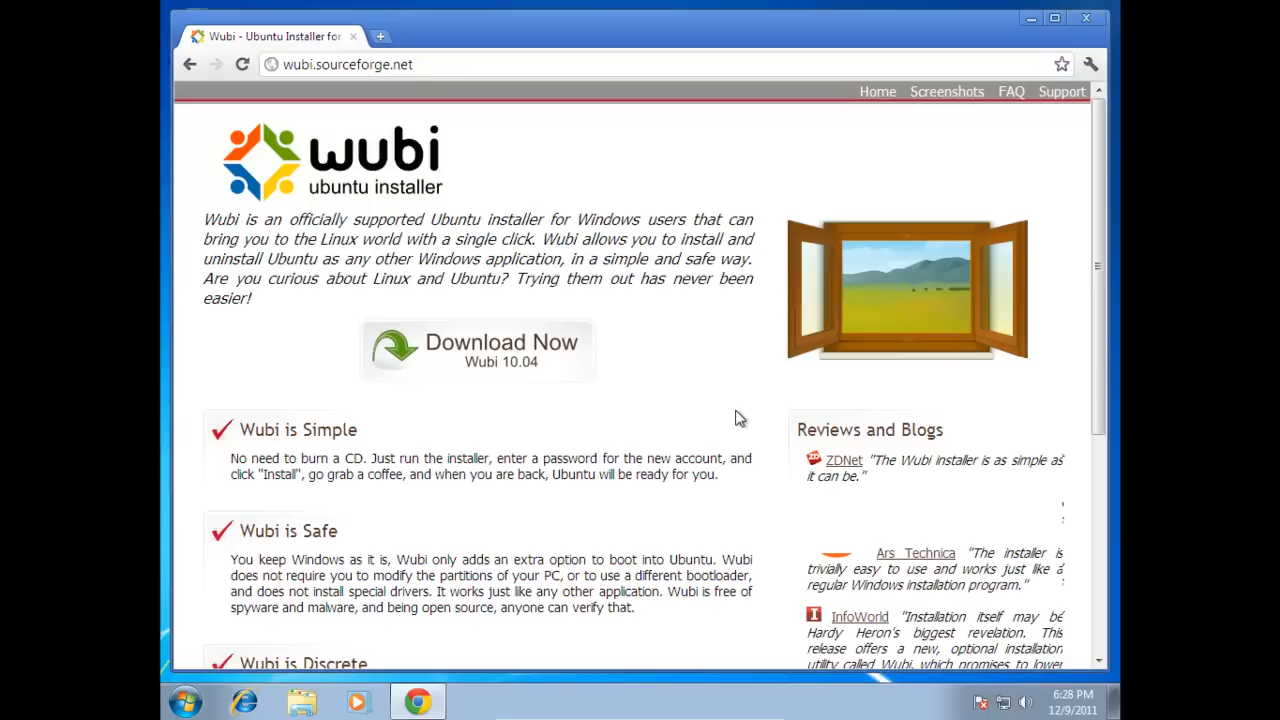 Wubi - Ubuntu Installer for
wubi.sourceforge.net
Home Screenshots FAQ Support
wubi
ubuntu installer
Wubi is an officially supported Ubuntu installer for Windows users that can
bring you to the Linux world with a single click. Wubi allows you to install and
uninstall Ubuntu as any other Windows application, in a simple and safe way.
Are you curious about Linux and Ubuntu? Trying them out has never been
easier!
Download Now
Wubi 10.04
Wubi is Simple
No need to burn a CD. Just run the installer, enter a password for the new account, and
click "Install", go grab a coffee, and when you are back, Ubuntu will be ready for you.
Wubi is Safe
You keep Windows as it is, Wubi only adds an extra option to boot into Ubuntu. Wubi
does not require you to modify the partitions of your PC, or to use a different bootloader,
and does not install special drivers. It works just like any other application. Wubi is free of
spyware and malware, and being open source, anyone can verify that.
Wubi is Discrete
Reviews and Blogs
ZDNet "The Wubi installer is as simple as
it can be."
Ars Technica "The installer is
trivially easy to use and works just like a
regular Windows installation program."
InfoWorld "Installation itself may be
Hardy Heron's biggest revelation. This
release offers a new, optional installation
utility called Wubi, which promises to lower
6:28 PM
12/9/2011